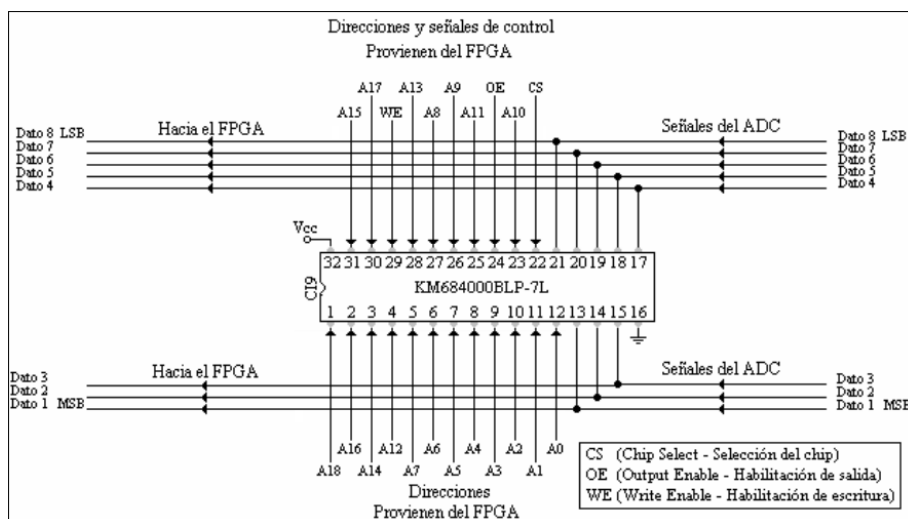 Direcciones y señales de control
Provienen del FPGA
A17 A13 A9 OE CS
A15 WE A8 A11 A10
Hacia el FPGA
Señales del ADC
Dato 8 LSB
Dato 7
Dato 6
Dato 5
Dato 4
Dato 8 LSB
Dato 7
Dato 6
Dato 5
Dato 4
Vcc
32 31 30 29 28 27 26 25 24 23 22 21 20 19 18 17
CI9
KM684000BLP-7L
1 2 3 4 5 6 7 8 9 10 11 12 13 14 15 16
Hacia el FPGA
Señales del ADC
Dato 3
Dato 2
Dato 1 MSB
Dato 3
Dato 2
Dato 1 MSB
A16 A12 A6 A4 A2 A0
A18 A14 A7 A5 A3 A1
Direcciones
Provienen del FPGA
CS (Chip Select - Selección del chip)
OE (Output Enable - Habilitación de salida)
WE (Write Enable - Habilitación de escritura)